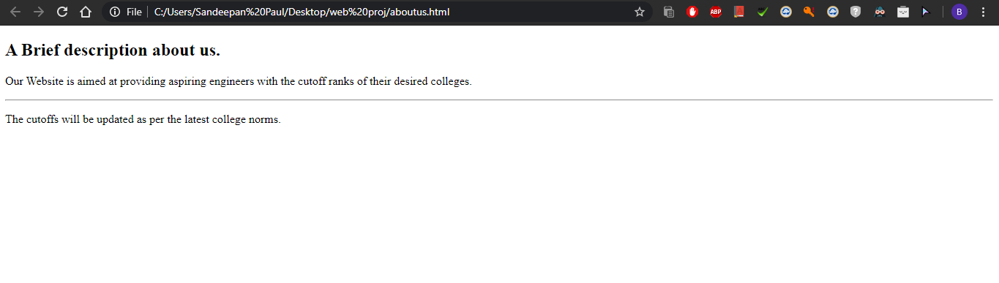 File C:/Users/Sandeepan%20Paul/Desktop/web%20proj/aboutus.html ABP B
A Brief description about us.
Our Website is aimed at providing aspiring engineers with the cutoff ranks of their desired colleges.
The cutoffs will be updated as per the latest college norms.